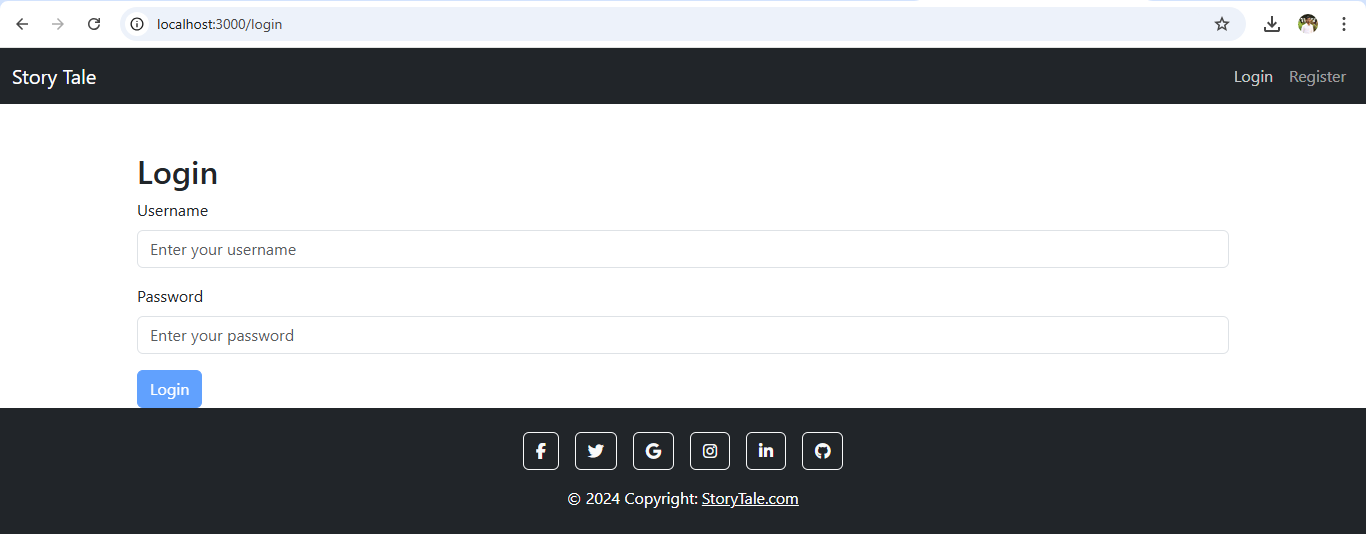 localhost:3000/login
Story Tale
Login Register
Login
Username
Enter your username
Password
Enter your password
Login
© 2024 Copyright: StoryTale.com